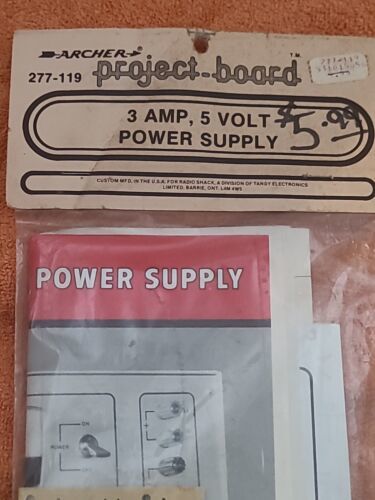 ARCHER
T.M.
277-119 project-board
3 AMP, 5 VOLT
$5.99
POWER SUPPLY
CUSTOM MFD. IN THE U.S.A. FOR RADIO SHACK, A DIVISION OF TANDY ELECTRONICS
LIMITED, BARRIE, ONT. L4M 4W5
POWER SUPPLY
ON
POWER
OFF
+
-